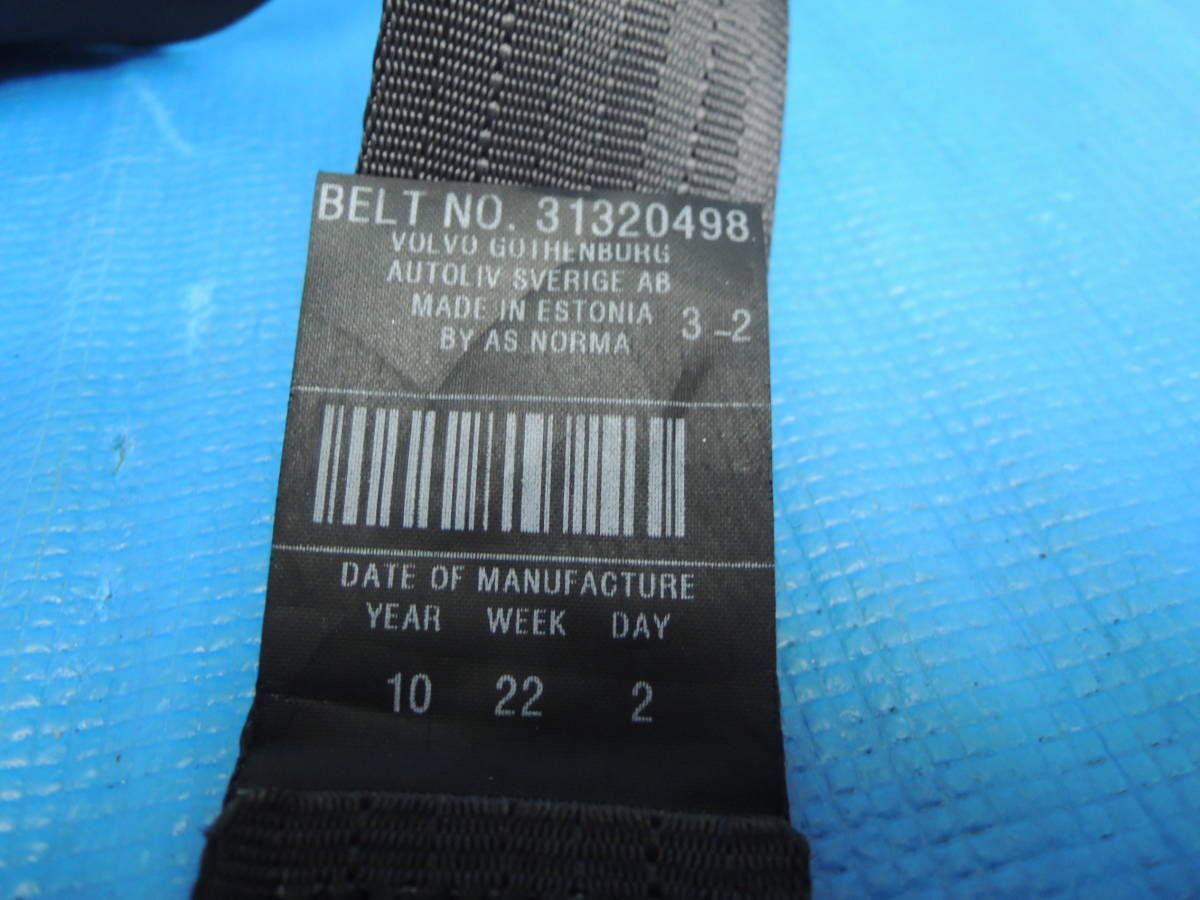 BELT NO. 31320498
VOLVO GOTHENBURG
AUTOLIV SVERIGE AB
MADE IN ESTONIA
BY AS NORMA
3-2
DATE OF MANUFACTURE
YEAR WEEK DAY
10 22 2